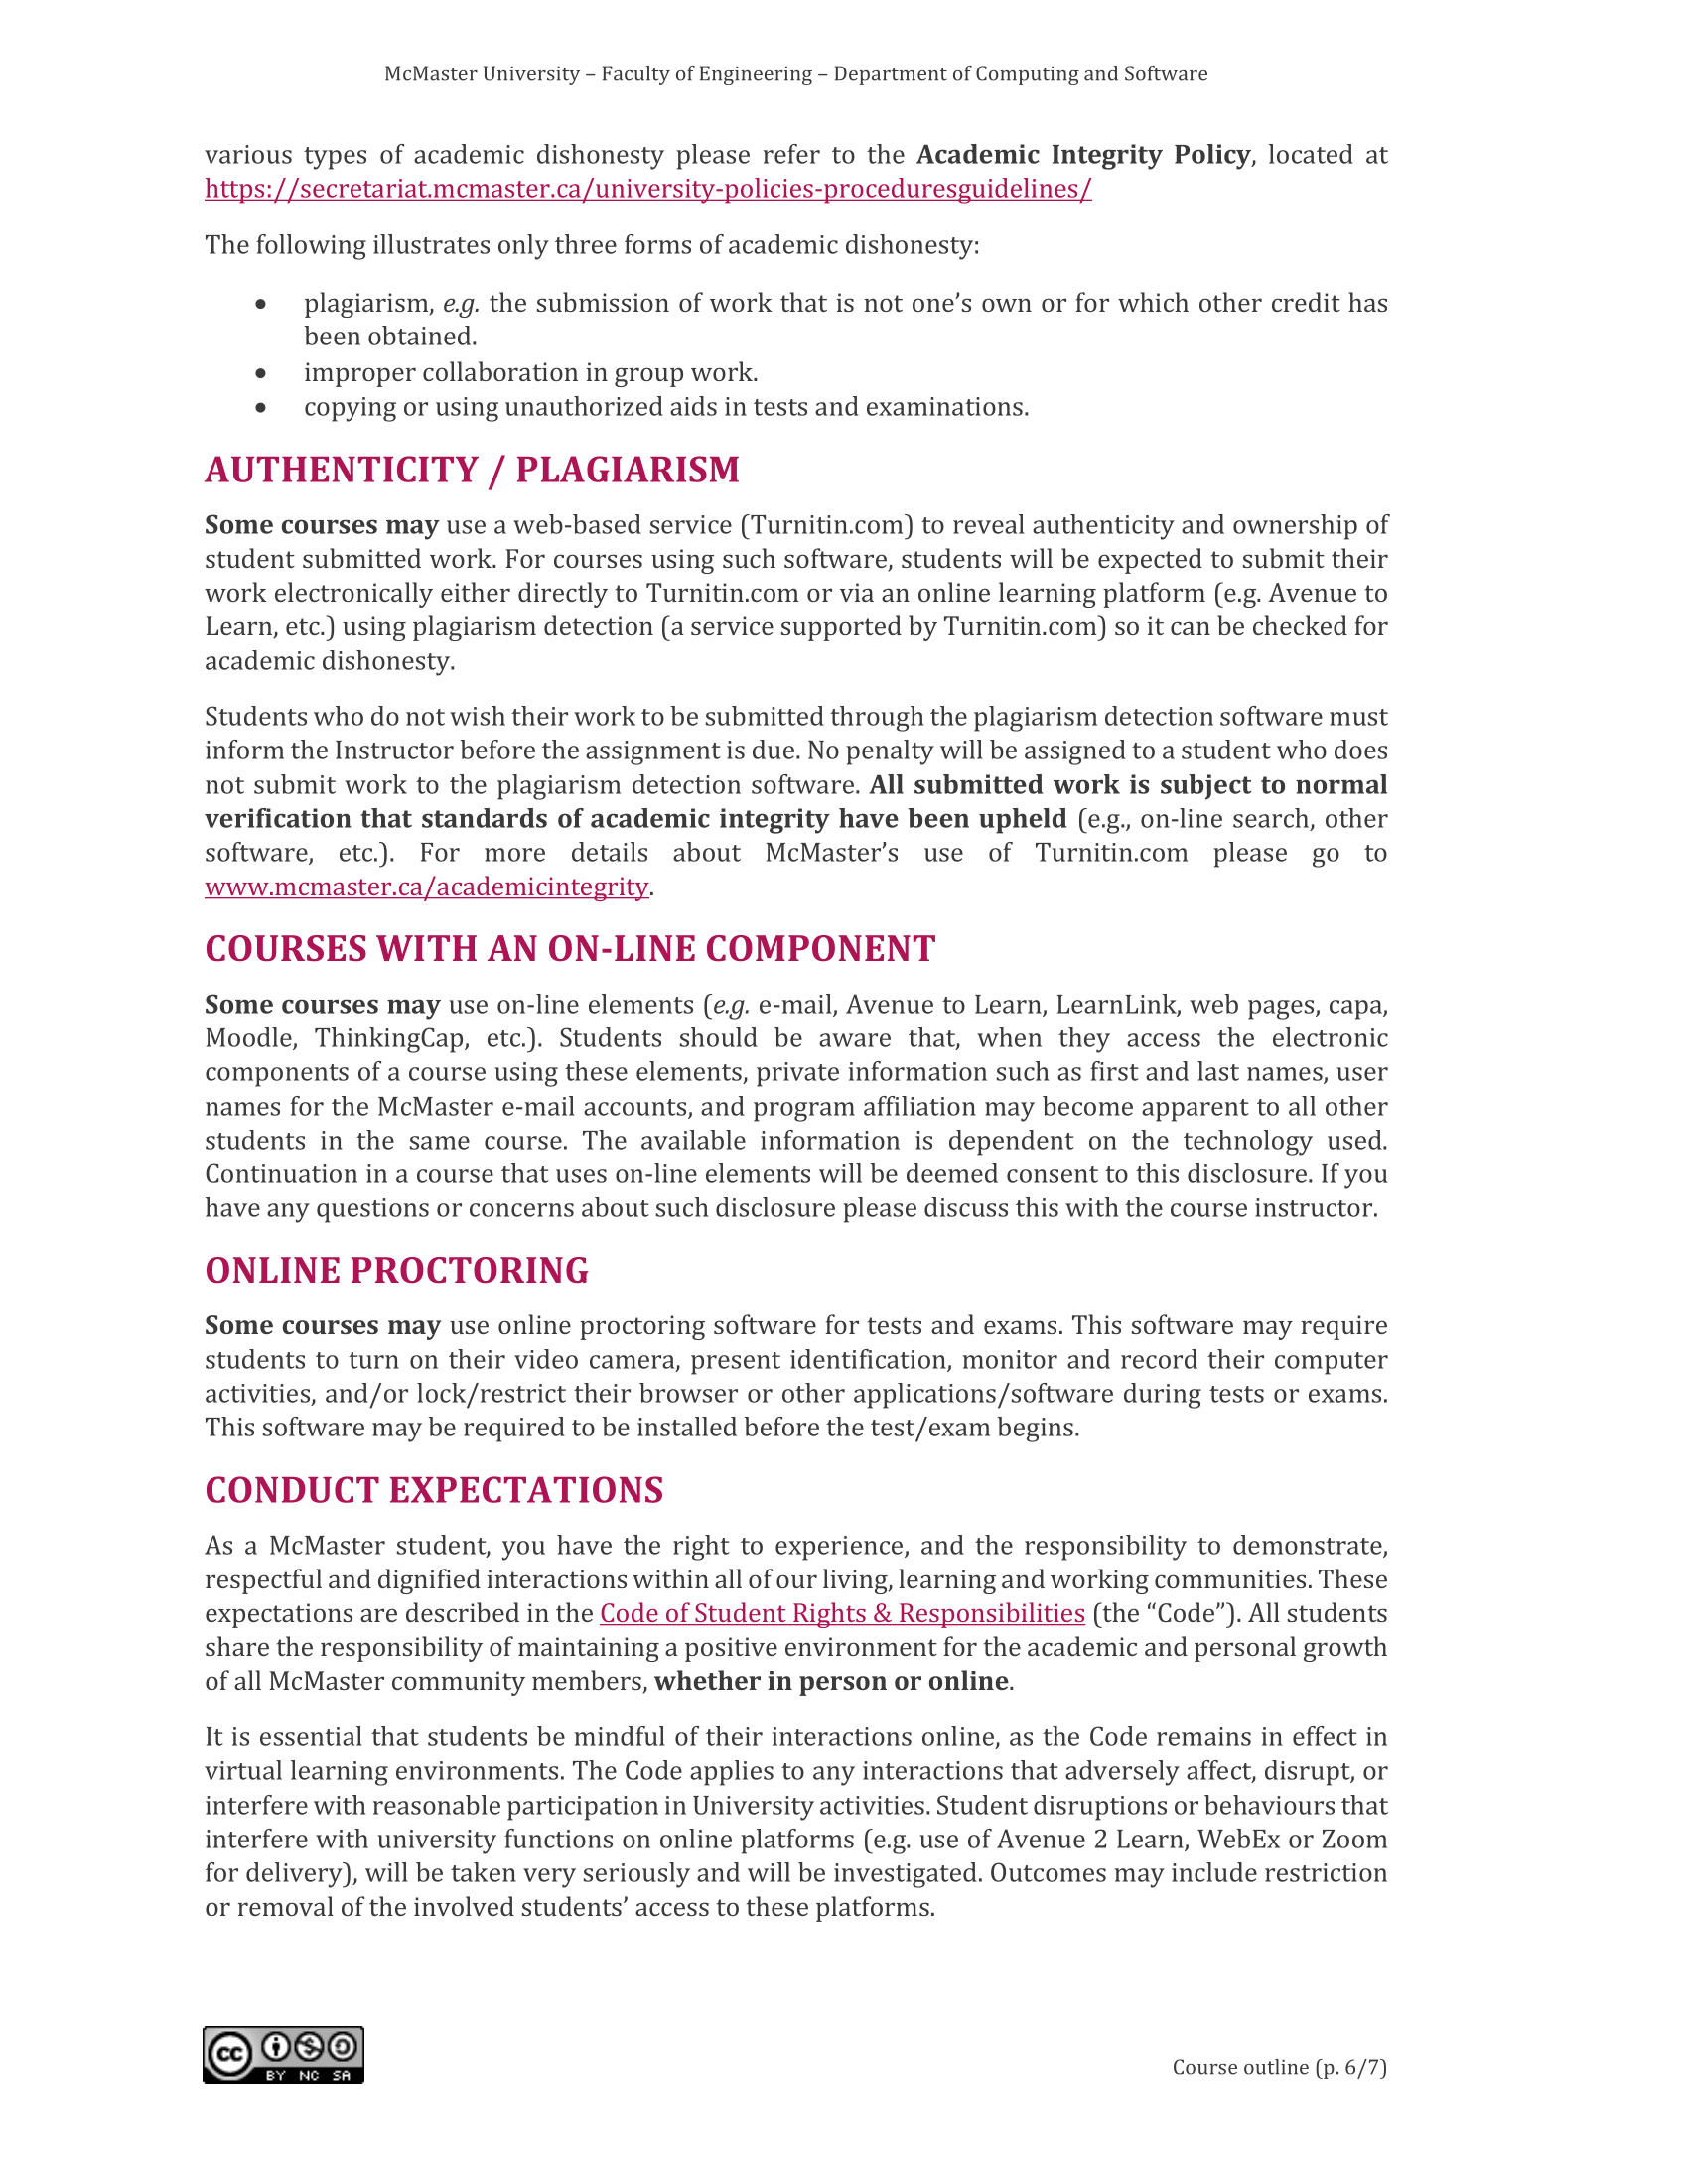 McMaster University – Faculty of Engineering – Department of Computing and Software
various types of academic dishonesty please refer to the Academic Integrity Policy, located at
https://secretariat.mcmaster.ca/university-policies-proceduresguidelines/
The following illustrates only three forms of academic dishonesty:
• plagiarism, e.g. the submission of work that is not one’s own or for which other credit has
been obtained.
• improper collaboration in group work.
• copying or using unauthorized aids in tests and examinations.
AUTHENTICITY / PLAGIARISM
Some courses may use a web-based service (Turnitin.com) to reveal authenticity and ownership of
student submitted work. For courses using such software, students will be expected to submit their
work electronically either directly to Turnitin.com or via an online learning platform (e.g. Avenue to
Learn, etc.) using plagiarism detection (a service supported by Turnitin.com) so it can be checked for
academic dishonesty.
Students who do not wish their work to be submitted through the plagiarism detection software must
inform the Instructor before the assignment is due. No penalty will be assigned to a student who does
not submit work to the plagiarism detection software. All submitted work is subject to normal
verification that standards of academic integrity have been upheld (e.g., on-line search, other
software, etc.). For more details about McMaster’s use of Turnitin.com please go to
www.mcmaster.ca/academicintegrity.
COURSES WITH AN ON-LINE COMPONENT
Some courses may use on-line elements (e.g. e-mail, Avenue to Learn, LearnLink, web pages, capa,
Moodle, ThinkingCap, etc.). Students should be aware that, when they access the electronic
components of a course using these elements, private information such as first and last names, user
names for the McMaster e-mail accounts, and program affiliation may become apparent to all other
students in the same course. The available information is dependent on the technology used.
Continuation in a course that uses on-line elements will be deemed consent to this disclosure. If you
have any questions or concerns about such disclosure please discuss this with the course instructor.
ONLINE PROCTORING
Some courses may use online proctoring software for tests and exams. This software may require
students to turn on their video camera, present identification, monitor and record their computer
activities, and/or lock/restrict their browser or other applications/software during tests or exams.
This software may be required to be installed before the test/exam begins.
CONDUCT EXPECTATIONS
As a McMaster student, you have the right to experience, and the responsibility to demonstrate,
respectful and dignified interactions within all of our living, learning and working communities. These
expectations are described in the Code of Student Rights & Responsibilities (the “Code”). All students
share the responsibility of maintaining a positive environment for the academic and personal growth
of all McMaster community members, whether in person or online.
It is essential that students be mindful of their interactions online, as the Code remains in effect in
virtual learning environments. The Code applies to any interactions that adversely affect, disrupt, or
interfere with reasonable participation in University activities. Student disruptions or behaviours that
interfere with university functions on online platforms (e.g. use of Avenue 2 Learn, WebEx or Zoom
for delivery), will be taken very seriously and will be investigated. Outcomes may include restriction
or removal of the involved students’ access to these platforms.
cc BY NC SA
Course outline (p. 6/7)